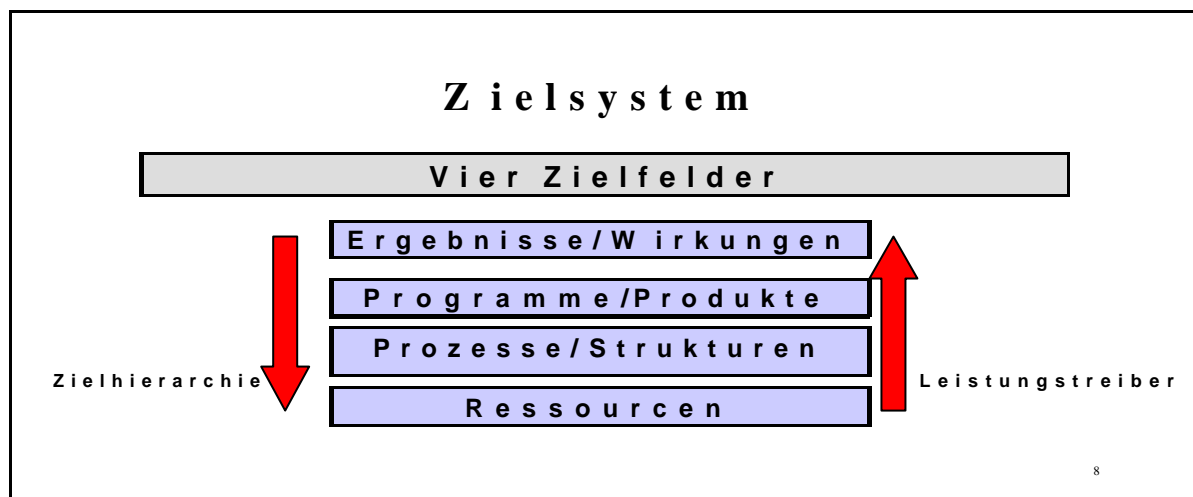 Zielsystem
Vier Zielfelder
Ergebnisse/Wirkungen
Programme/Produkte
Prozesse/Strukturen
Zielhierarchie
Leistungstreiber
Ressourcen
8